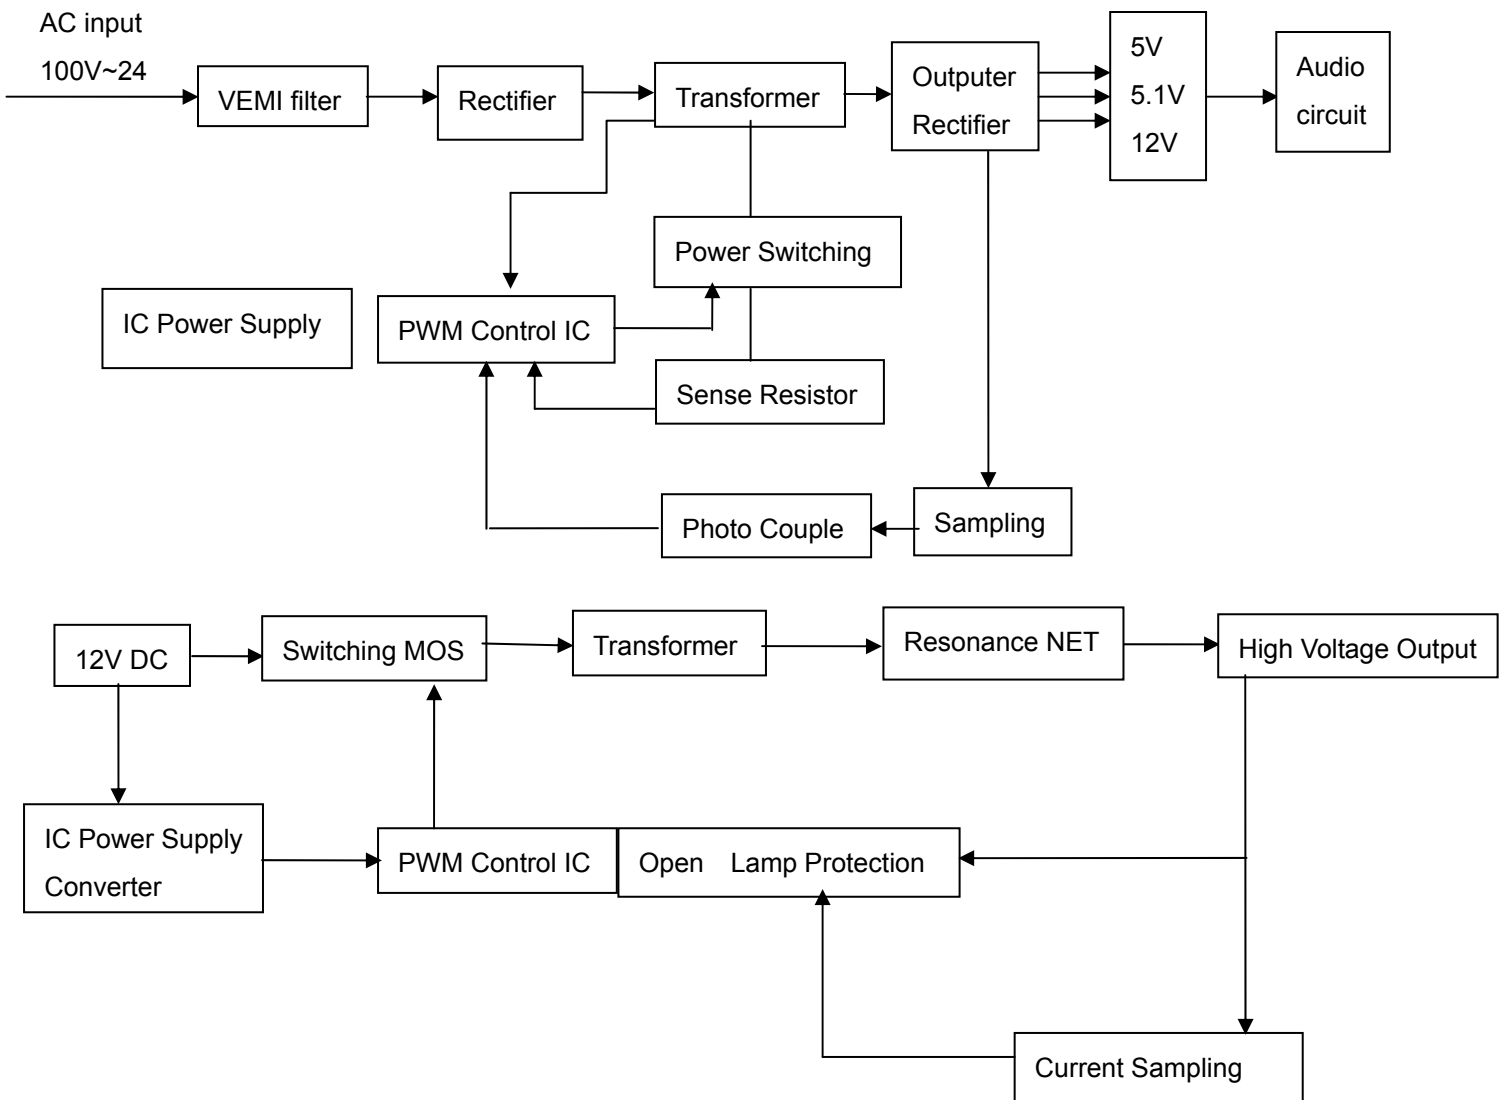 AC input
100V~24
VEMI filter
Rectifier
Transformer
Outputer
Rectifier
5V
5.1V
12V
Audio
circuit
Power Switching
IC Power Supply
PWM Control IC
Sense Resistor
Photo Couple
Sampling
12V DC
Switching MOS
Transformer
Resonance NET
High Voltage Output
IC Power Supply
Converter
PWM Control IC
Open Lamp Protection
Current Sampling